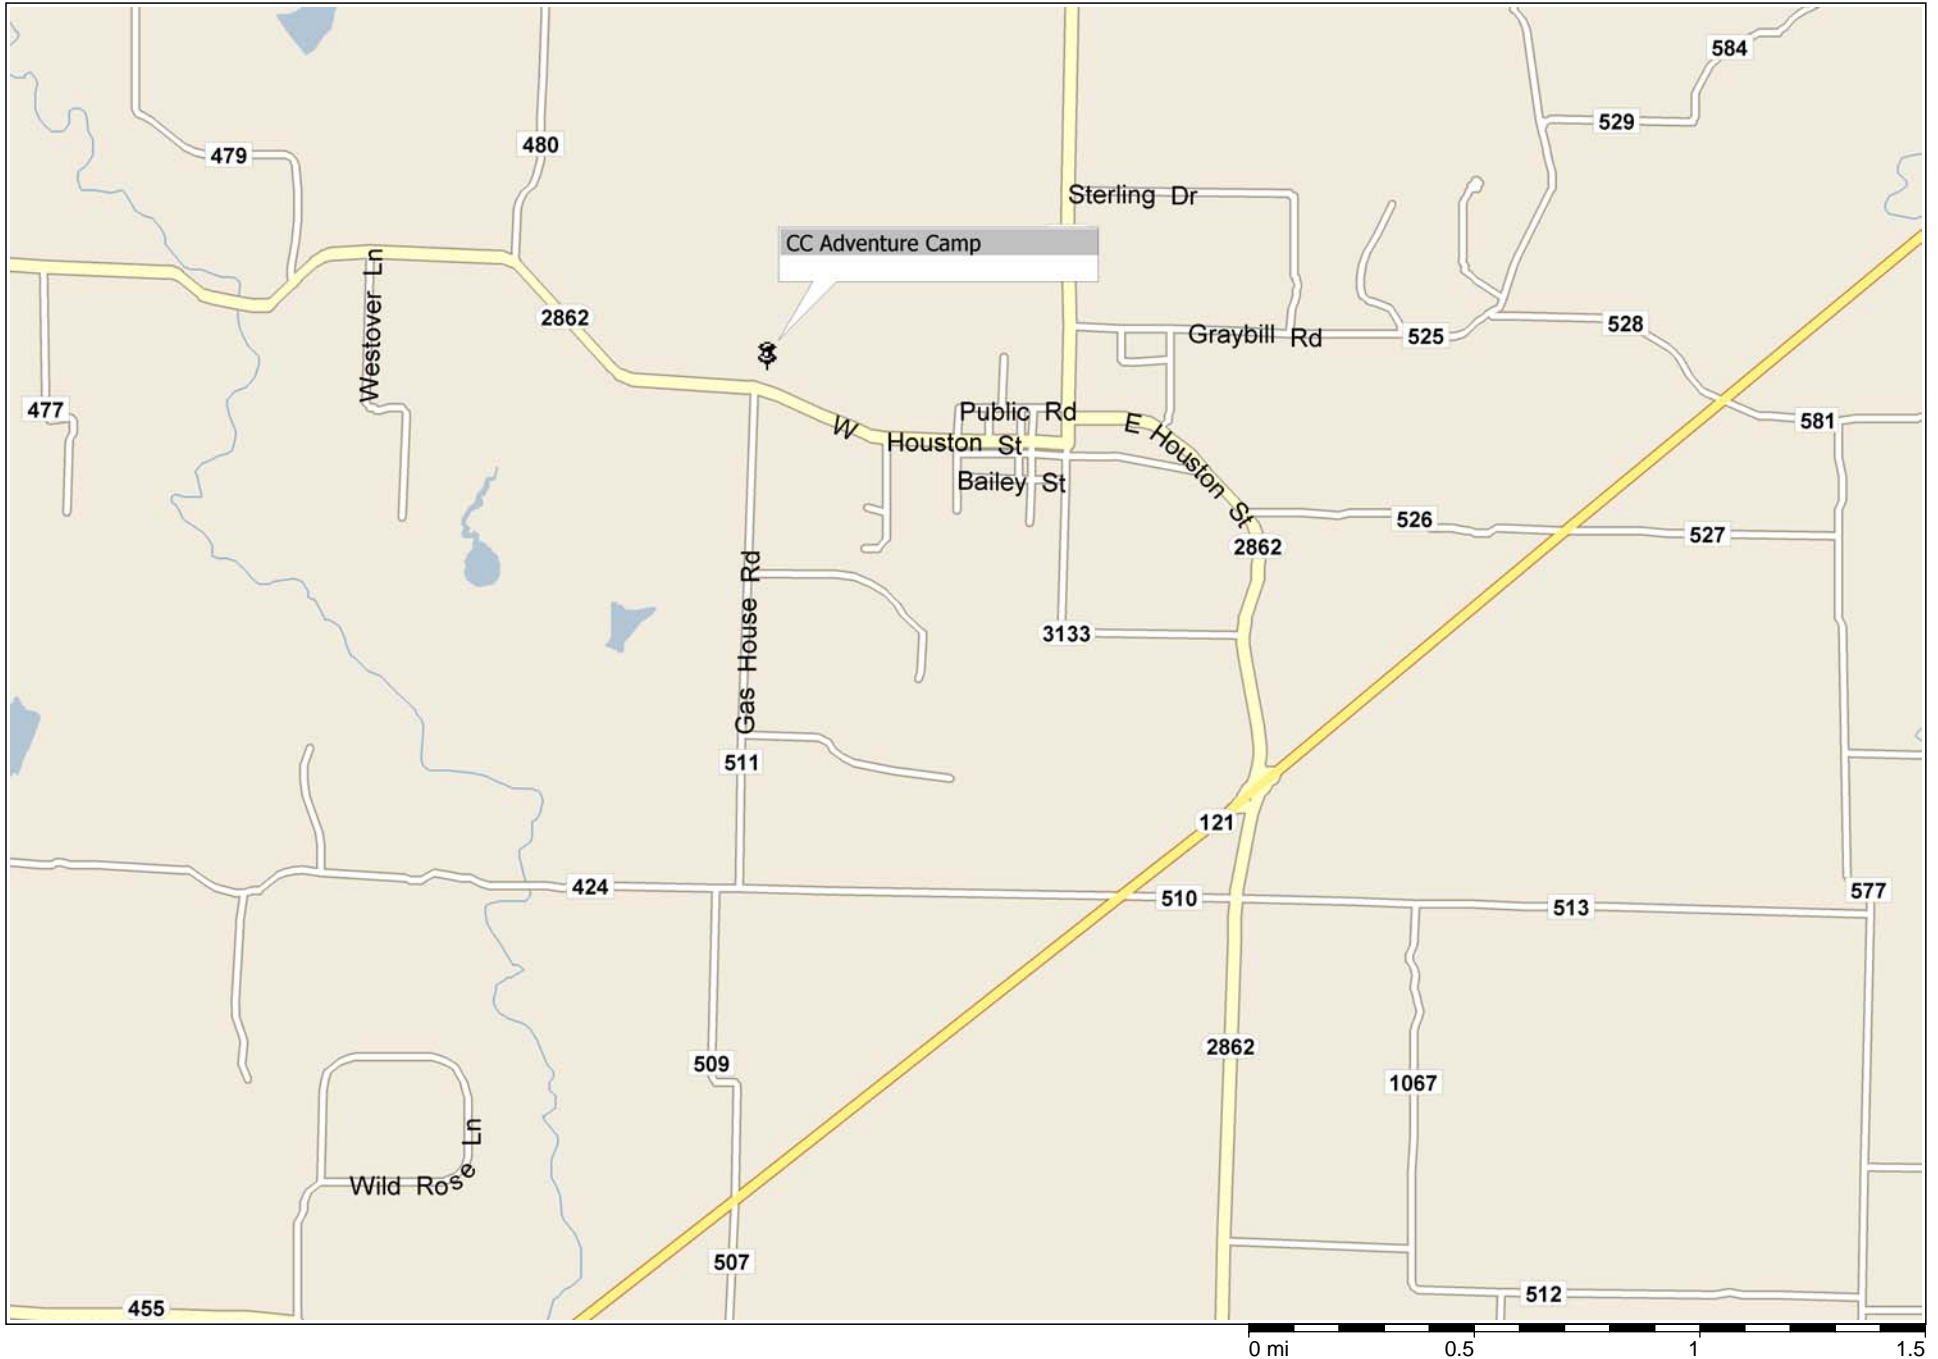 584
529
479
480
Sterling Dr
CC Adventure Camp
Westover Ln
2862
528
Graybill Rd
525
477
Public Rd
581
W Houston St
E Houston St
Bailey St
526
527
2862
Gas House Rd
3133
511
121
424
510
513
577
2862
509
1067
Wild Rose Ln
507
512
455
0 mi
0.5
1
1.5